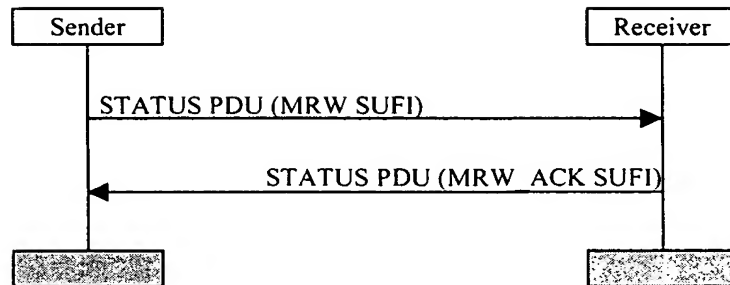 Sender
Receiver
STATUS PDU (MRW SUFI)
STATUS PDU (MRW_ACK SUFI)